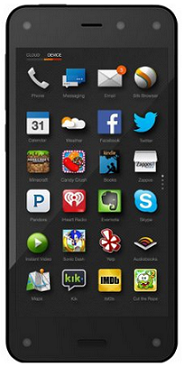 CLOUD DEVICE
Phone Messaging Email Silk Browser
31
Calendar Weather Facebook Twitter
Minecraft Candy Crush Books Zappos
Zappos
P
Pandora iHeart Radio Evernote Skype
Instant Video Sonic Dash Yelp Audiobooks
kik
IMDb
Maps Kik IMDb Cut the Rope